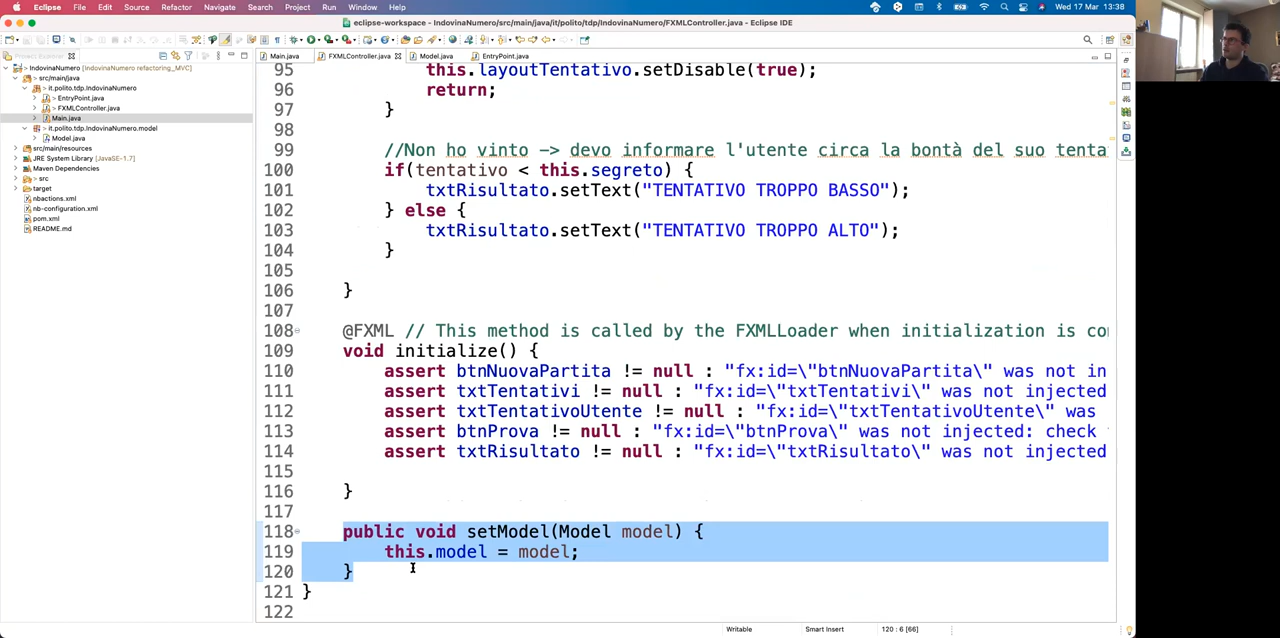 Eclipse File Edit Source Refactor Navigate Search Project Run Window Help Wed 17 Mar 13:38
eclipse-workspace - IndovinaNumero/src/main/java/it/polito/tdp/IndovinaNumero/FXMLController.java - Eclipse IDE
Project Explorer
IndovinaNumero [IndovinaNumero refactoring_MVC]
src/main/java
it.polito.tdp.IndovinaNumero
EntryPoint.java
FXMLController.java
Main.java
it.polito.tdp.IndovinaNumero.model
Model.java
src/main/resources
JRE System Library [JavaSE-1.7]
Maven Dependencies
src
target
nbactions.xml
nb-configuration.xml
pom.xml
README.md
Main.java FXMLController.java Model.java EntryPoint.java
95 this.layoutTentativo.setDisable(true);
96 return;
97 }
98
99 //Non ho vinto -> devo informare l'utente circa la bontà del suo tenta
100 if(tentativo < this.segreto) {
101 txtRisultato.setText("TENTATIVO TROPPO BASSO");
102 } else {
103 txtRisultato.setText("TENTATIVO TROPPO ALTO");
104 }
105
106 }
107
108 @FXML // This method is called by the FXMLLoader when initialization is co
109 void initialize() {
110 assert btnNuovaPartita != null : "fx:id=\"btnNuovaPartita\" was not in
111 assert txtTentativi != null : "fx:id=\"txtTentativi\" was not injected
112 assert txtTentativoUtente != null : "fx:id=\"txtTentativoUtente\" was
113 assert btnProva != null : "fx:id=\"btnProva\" was not injected: check
114 assert txtRisultato != null : "fx:id=\"txtRisultato\" was not injected
115
116 }
117
118 public void setModel(Model model) {
119 this.model = model;
120 }
121 }
122
Writable Smart Insert 120 : 6 [66]